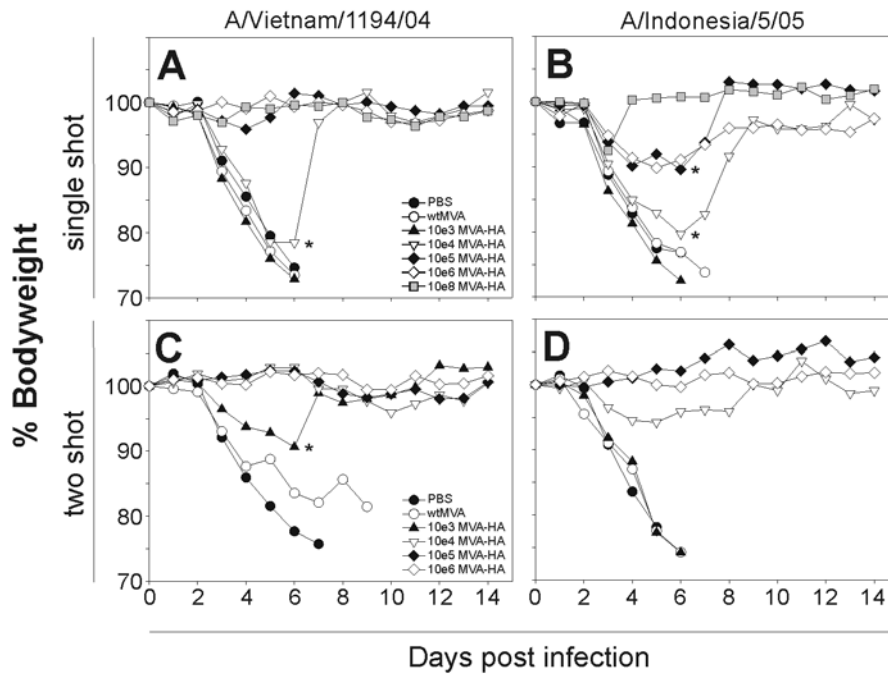 A/Vietnam/1194/04
A/Indonesia/5/05
% Bodyweight
single shot
two shot
A
100
90
80
70
*
PBS
wtMVA
10e3 MVA-HA
10e4 MVA-HA
10e5 MVA-HA
10e6 MVA-HA
10e8 MVA-HA
B
*
*
C
100
90
80
70
*
PBS
wtMVA
10e3 MVA-HA
10e4 MVA-HA
10e5 MVA-HA
10e6 MVA-HA
0 2 4 6 8 10 12 14
D
0 2 4 6 8 10 12 14
Days post infection